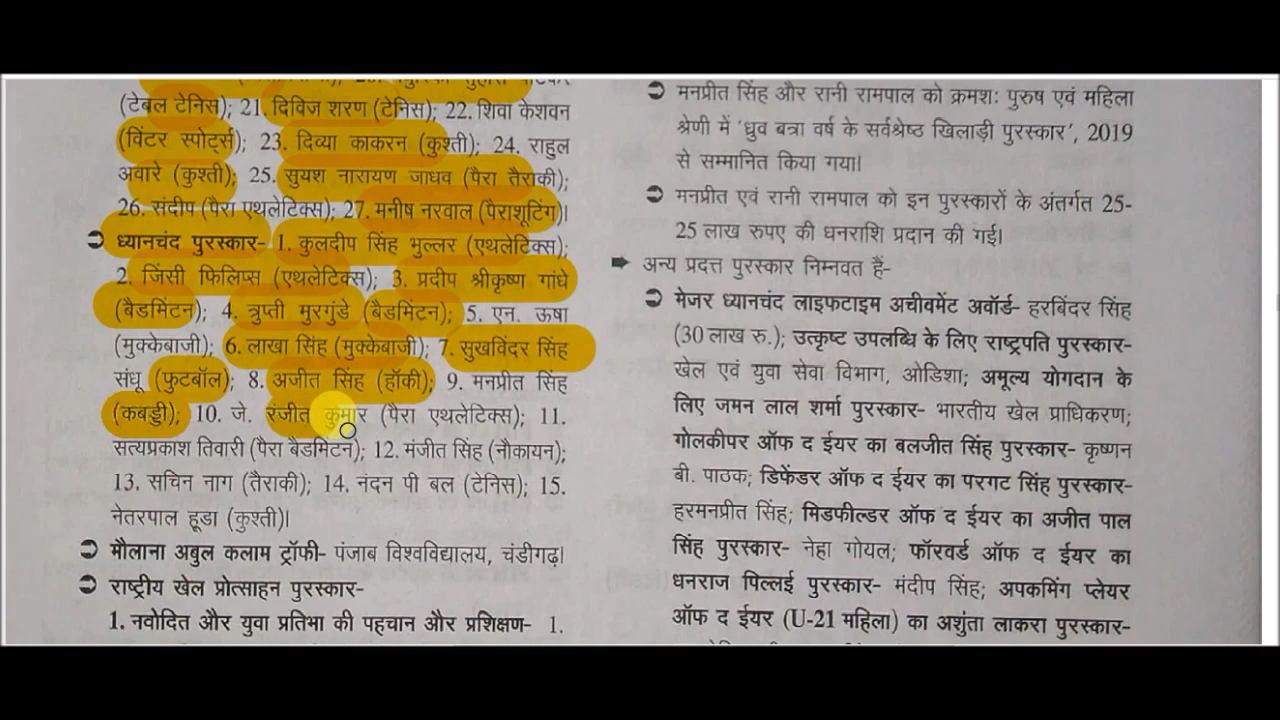 (टेबल टेनिस); 21. दिविज शरण (टेनिस); 22. शिवा केशवन
(विंटर स्पोर्ट्स); 23. दिव्या काकरन (कुश्ती); 24. राहुल
अवारे (कुश्ती); 25. सुयश नारायण जाधव (पैरा तैराकी);
26. संदीप (पैरा एथलेटिक्स); 27. मनीष नरवाल (पैराशूटिंग)।
ध्यानचंद पुरस्कार- 1. कुलदीप सिंह भुल्लर (एथलेटिक्स);
2. जिंसी फिलिप्स (एथलेटिक्स); 3. प्रदीप श्रीकृष्ण गांधे
(बैडमिंटन); 4. त्रुप्ती मुरगुंडे (बैडमिंटन); 5. एन. ऊषा
(मुक्केबाजी); 6. लाखा सिंह (मुक्केबाजी); 7. सुखविंदर सिंह
संधू (फुटबॉल); 8. अजीत सिंह (हॉकी); 9. मनप्रीत सिंह
(कबड्डी); 10. जे. रंजीत कुमार (पैरा एथलेटिक्स); 11.
सत्यप्रकाश तिवारी (पैरा बैडमिंटन); 12. मंजीत सिंह (नौकायन);
13. सचिन नाग (तैराकी); 14. नंदन पी बल (टेनिस); 15.
नेतरपाल हूडा (कुश्ती)।
मौलाना अबुल कलाम ट्रॉफी- पंजाब विश्वविद्यालय, चंडीगढ़।
राष्ट्रीय खेल प्रोत्साहन पुरस्कार-
1. नवोदित और युवा प्रतिभा की पहचान और प्रशिक्षण- 1.
मनप्रीत सिंह और रानी रामपाल को क्रमशः पुरुष एवं महिला
श्रेणी में 'ध्रुव बत्रा वर्ष के सर्वश्रेष्ठ खिलाड़ी पुरस्कार', 2019
से सम्मानित किया गया।
मनप्रीत एवं रानी रामपाल को इन पुरस्कारों के अंतर्गत 25-
25 लाख रुपए की धनराशि प्रदान की गई।
अन्य प्रदत्त पुरस्कार निम्नवत हैं-
मेजर ध्यानचंद लाइफटाइम अचीवमेंट अवॉर्ड- हरबिंदर सिंह
(30 लाख रु.); उत्कृष्ट उपलब्धि के लिए राष्ट्रपति पुरस्कार-
खेल एवं युवा सेवा विभाग, ओडिशा; अमूल्य योगदान के
लिए जमन लाल शर्मा पुरस्कार- भारतीय खेल प्राधिकरण;
गोलकीपर ऑफ द ईयर का बलजीत सिंह पुरस्कार- कृष्णन
बी. पाठक; डिफेंडर ऑफ द ईयर का परगट सिंह पुरस्कार-
हरमनप्रीत सिंह; मिडफील्डर ऑफ द ईयर का अजीत पाल
सिंह पुरस्कार- नेहा गोयल; फॉरवर्ड ऑफ द ईयर का
धनराज पिल्लई पुरस्कार- मंदीप सिंह; अपकमिंग प्लेयर
ऑफ द ईयर (U-21 महिला) का अशुंता लाकरा पुरस्कार-